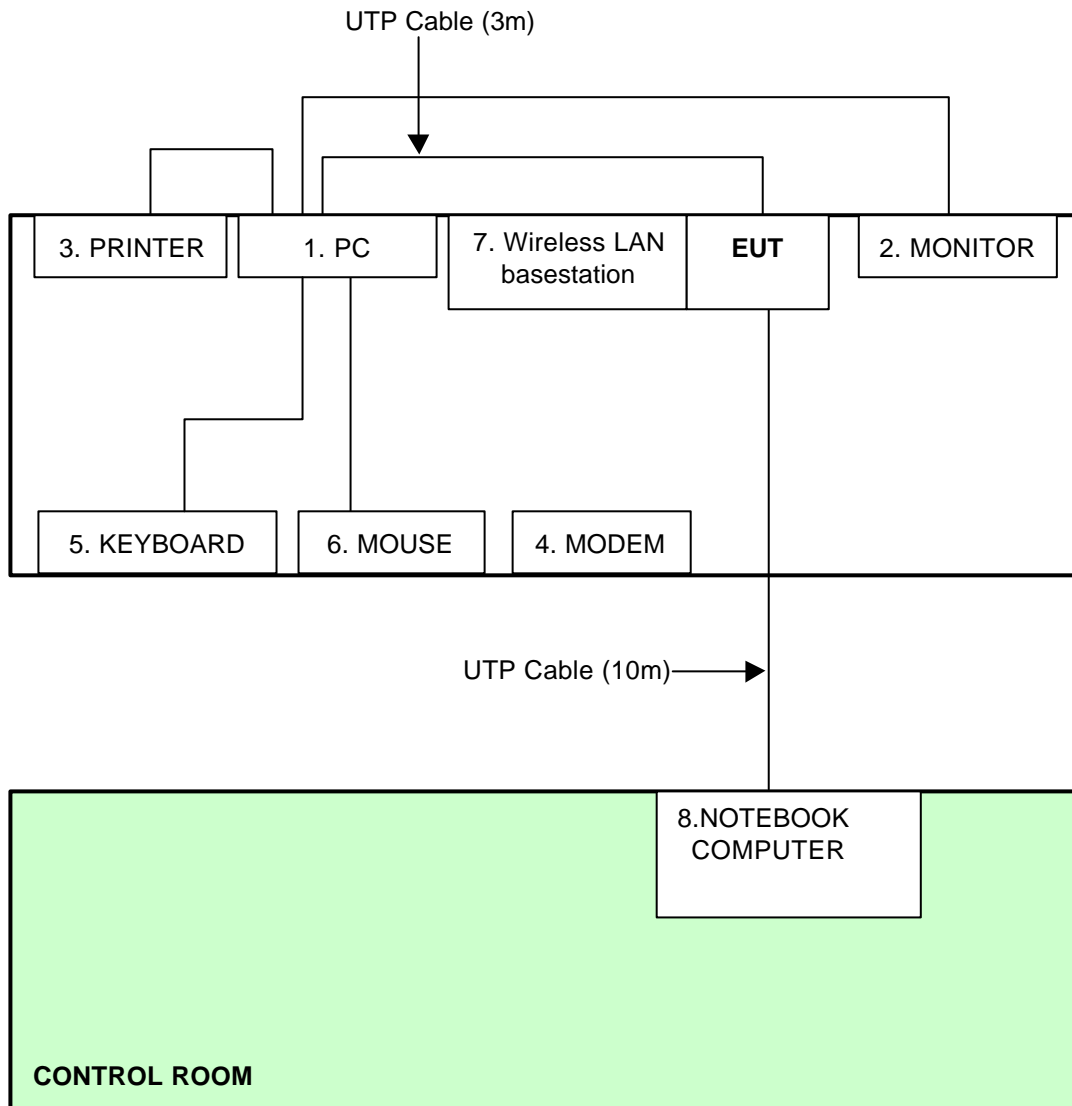 UTP Cable (3m)
3. PRINTER
1. PC
7. Wireless LAN
basestation
EUT
2. MONITOR
5. KEYBOARD
6. MOUSE
4. MODEM
UTP Cable (10m)
8.NOTEBOOK
COMPUTER
CONTROL ROOM